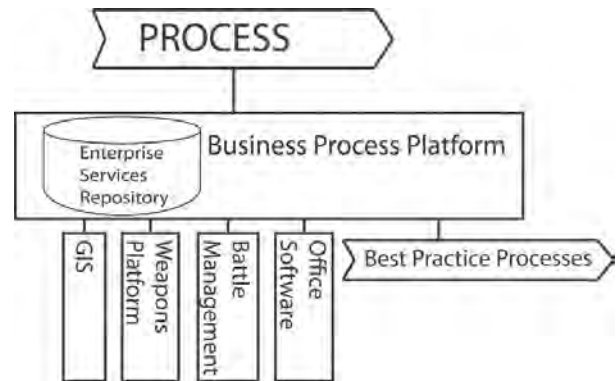 PROCESS
Business Process Platform
Enterprise
Services
Repository
GIS
Weapons
Platform
Battle
Management
Office
Software
Best Practice Processes